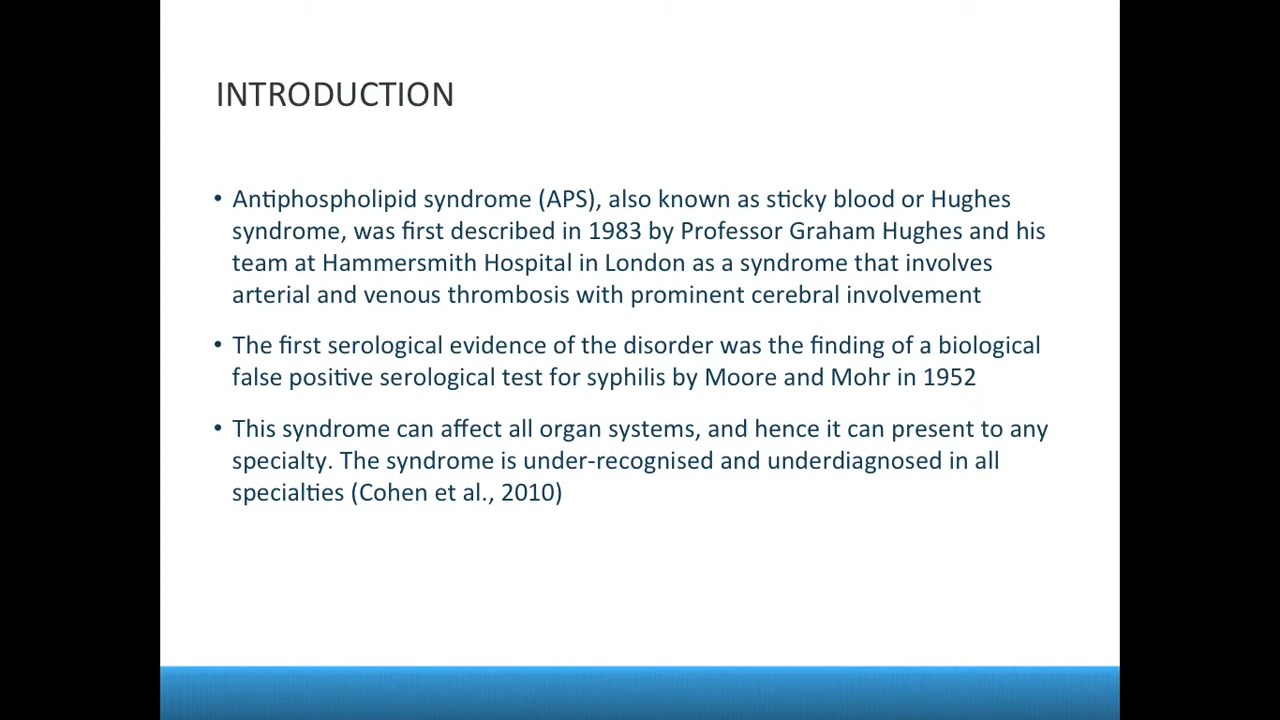 INTRODUCTION
• Antiphospholipid syndrome (APS), also known as sticky blood or Hughes
syndrome, was first described in 1983 by Professor Graham Hughes and his
team at Hammersmith Hospital in London as a syndrome that involves
arterial and venous thrombosis with prominent cerebral involvement
• The first serological evidence of the disorder was the finding of a biological
false positive serological test for syphilis by Moore and Mohr in 1952
• This syndrome can affect all organ systems, and hence it can present to any
specialty. The syndrome is under-recognised and underdiagnosed in all
specialties (Cohen et al., 2010)